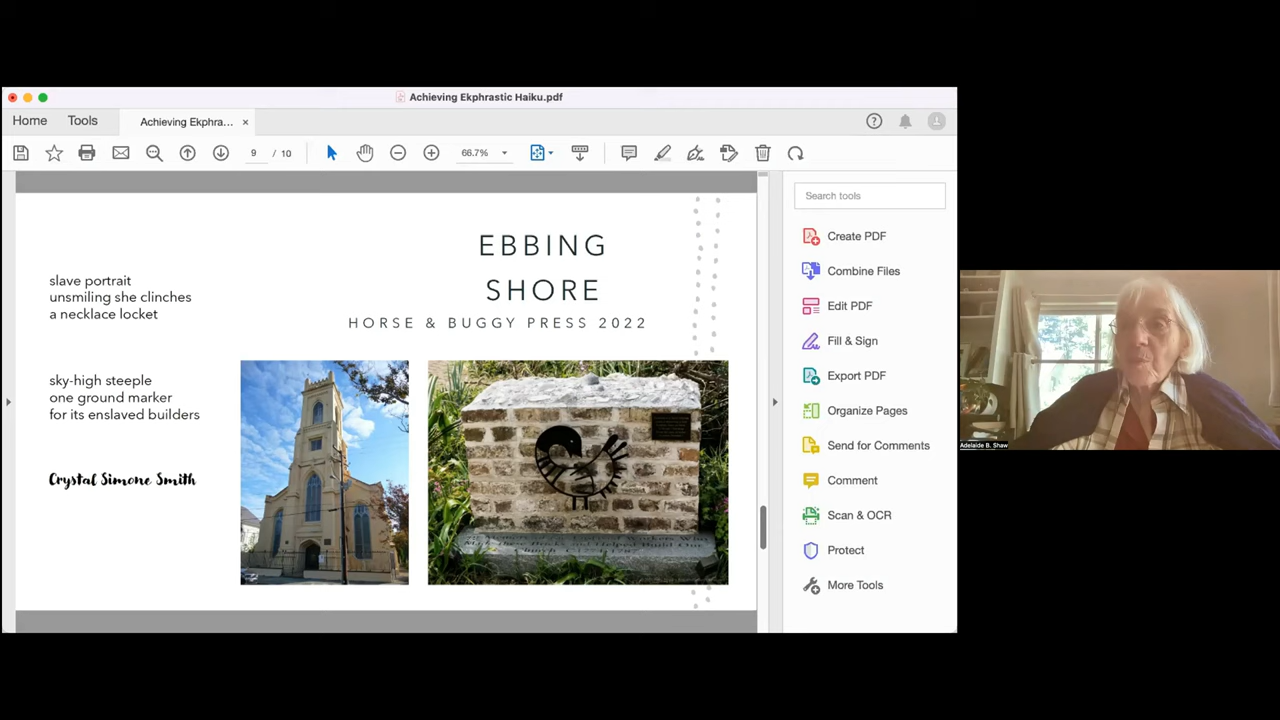 Achieving Ekphrastic Haiku.pdf
Home
Tools
Achieving Ekphra...
9 / 10
66.7%
Search tools
Create PDF
Combine Files
Edit PDF
Fill & Sign
Export PDF
Organize Pages
Send for Comments
Comment
Scan & OCR
Protect
More Tools
EBBING
SHORE
HORSE & BUGGY PRESS 2022
slave portrait
unsmiling she clinches
a necklace locket
sky-high steeple
one ground marker
for its enslaved builders
Crystal Simone Smith
Adelaide B. Shaw